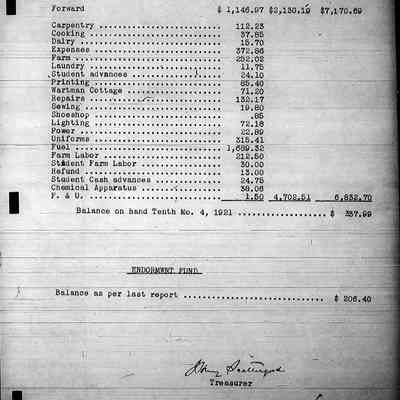 Forward $ 1,146.97 $2,130.19 $7,170.69
Carpentry 112.23
Cooking 37.85
Dairy 15.70
Expenses 372.86
Farm 252.02
Laundry 11.75
Student advances 24.10
Printing 85.40
Wartman Cottage 71.20
Repairs 132.17
Sewing 19.80
Shoeshop .85
Lighting 72.18
Power 22.89
Uniforms 315.41
Fuel 1,689.32
Farm Labor 212.50
Student Farm Labor 30.00
Refund 13.00
Student Cash advances 24.75
Chemical Apparatus 38.06
F. & U. 1.50 4,702.51 6,832.70
Balance on hand Tenth Mo. 4, 1921 $ 337.99
ENDORMENT FUND
Balance as per last report $ 206.40
Treasurer